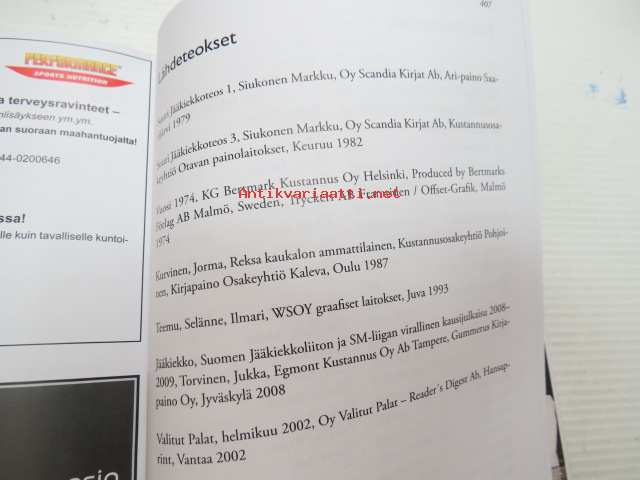 PERFORMANCE
SPORTS NUTRITION
a terveysravinteet –
nlisäykseen ym.ym.
an suoraan maahantuojalta!
44-0200646
ssa!
lle kuin tavalliselle kuntoi-
467
Lähdeteokset
Suuri Jääkiekkoteos 1, Siukonen Markku, Oy Scandia Kirjat Ab, Ari-paino Saa-
1979
Suuri Jääkiekkoteos 3, Siukonen Markku, Oy Scandia Kirjat Ab, Kustannusosa-
keyhtiö Otavan painolaitokset, Keuruu 1982
Vuosi 1974, KG Bertmark Kustannus Oy Helsinki, Produced by Bertmarks
Förlag AB Malmö, Sweden, Tryckeri AB Framtiden / Offset-Grafik, Malmö
1974
Antikvariaatti.net
Kurvinen, Jorma, Reksa kaukalon ammattilainen, Kustannusosakeyhtiö Pohjoi-
nen, Kirjapaino Osakeyhtiö Kaleva, Oulu 1987
Teemu, Selänne, Ilmari, WSOY graafiset laitokset, Juva 1993
Jääkiekko, Suomen Jääkiekkoliiton ja SM-liigan virallinen kausijulkaisu 2008–
2009, Torvinen, Jukka, Egmont Kustannus Oy Ab Tampere, Gummerus Kirja-
paino Oy, Jyväskylä 2008
Valitut Palat, helmikuu 2002, Oy Valitut Palat – Reader´s Digest Ab, Hansap-
rint, Vantaa 2002